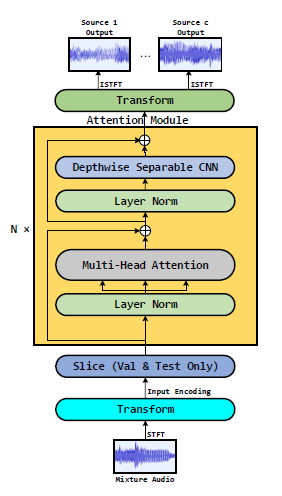 Source 1 Output
Source c Output
...
ISTFT
ISTFT
Transform
Attention Module
Depthwise Separable CNN
Layer Norm
N ×
Multi-Head Attention
Layer Norm
Slice (Val & Test Only)
Input Encoding
Transform
STFT
Mixture Audio